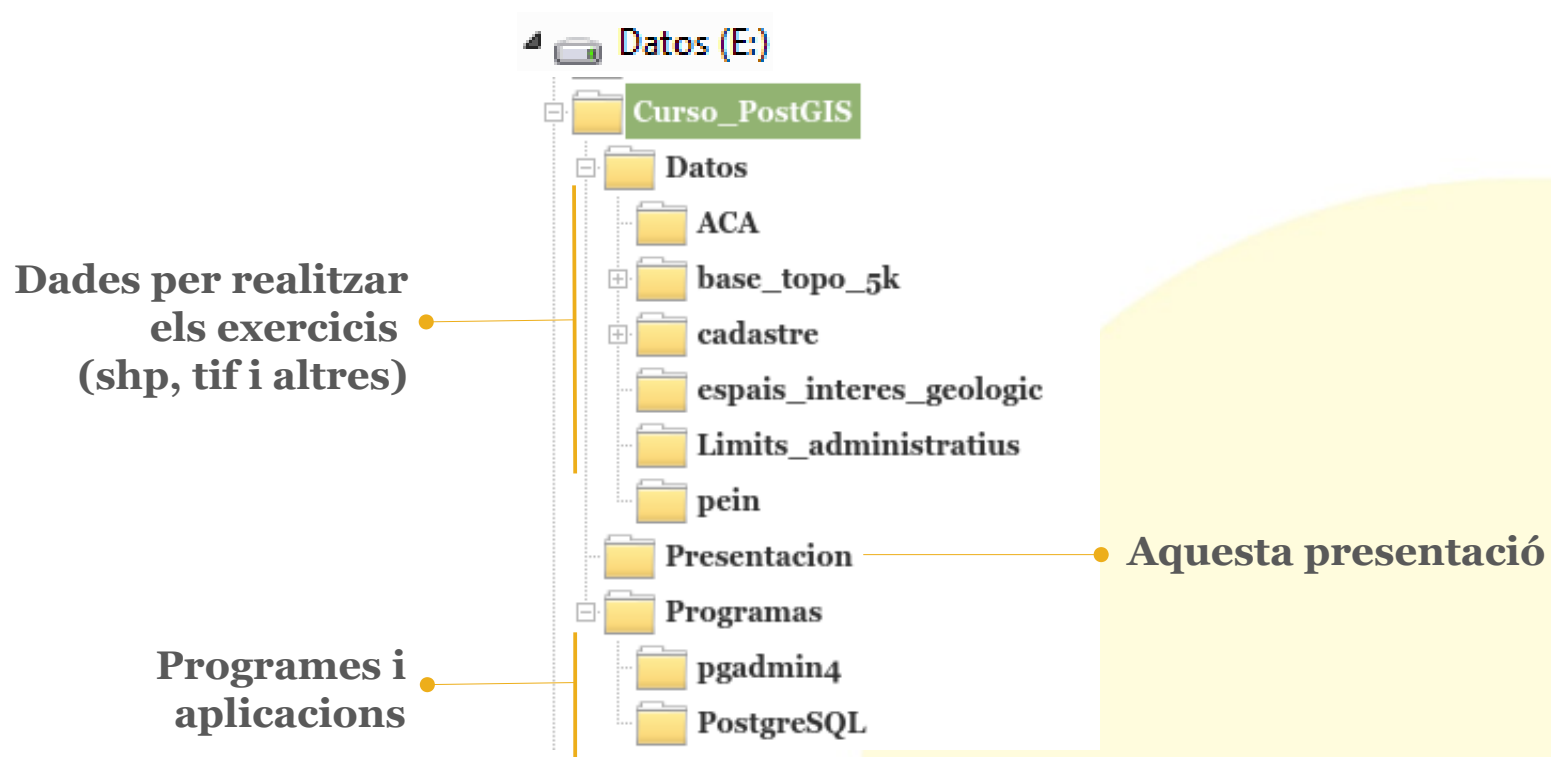 Datos (E:)
Curso_PostGIS
Datos
ACA
base_topo_5k
cadastre
espais_interes_geologic
Limits_administratius
pein
Presentacion
Programas
pgadmin4
PostgreSQL
Dades per realitzar
els exercicis
(shp, tif i altres)
Aquesta presentació
Programes i
aplicacions